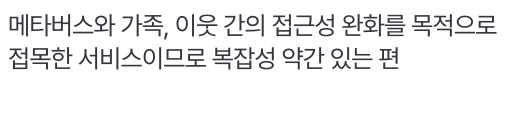 메타버스와 가족, 이웃 간의 접근성 완화를 목적으로
접목한 서비스이므로 복잡성 약간 있는 편